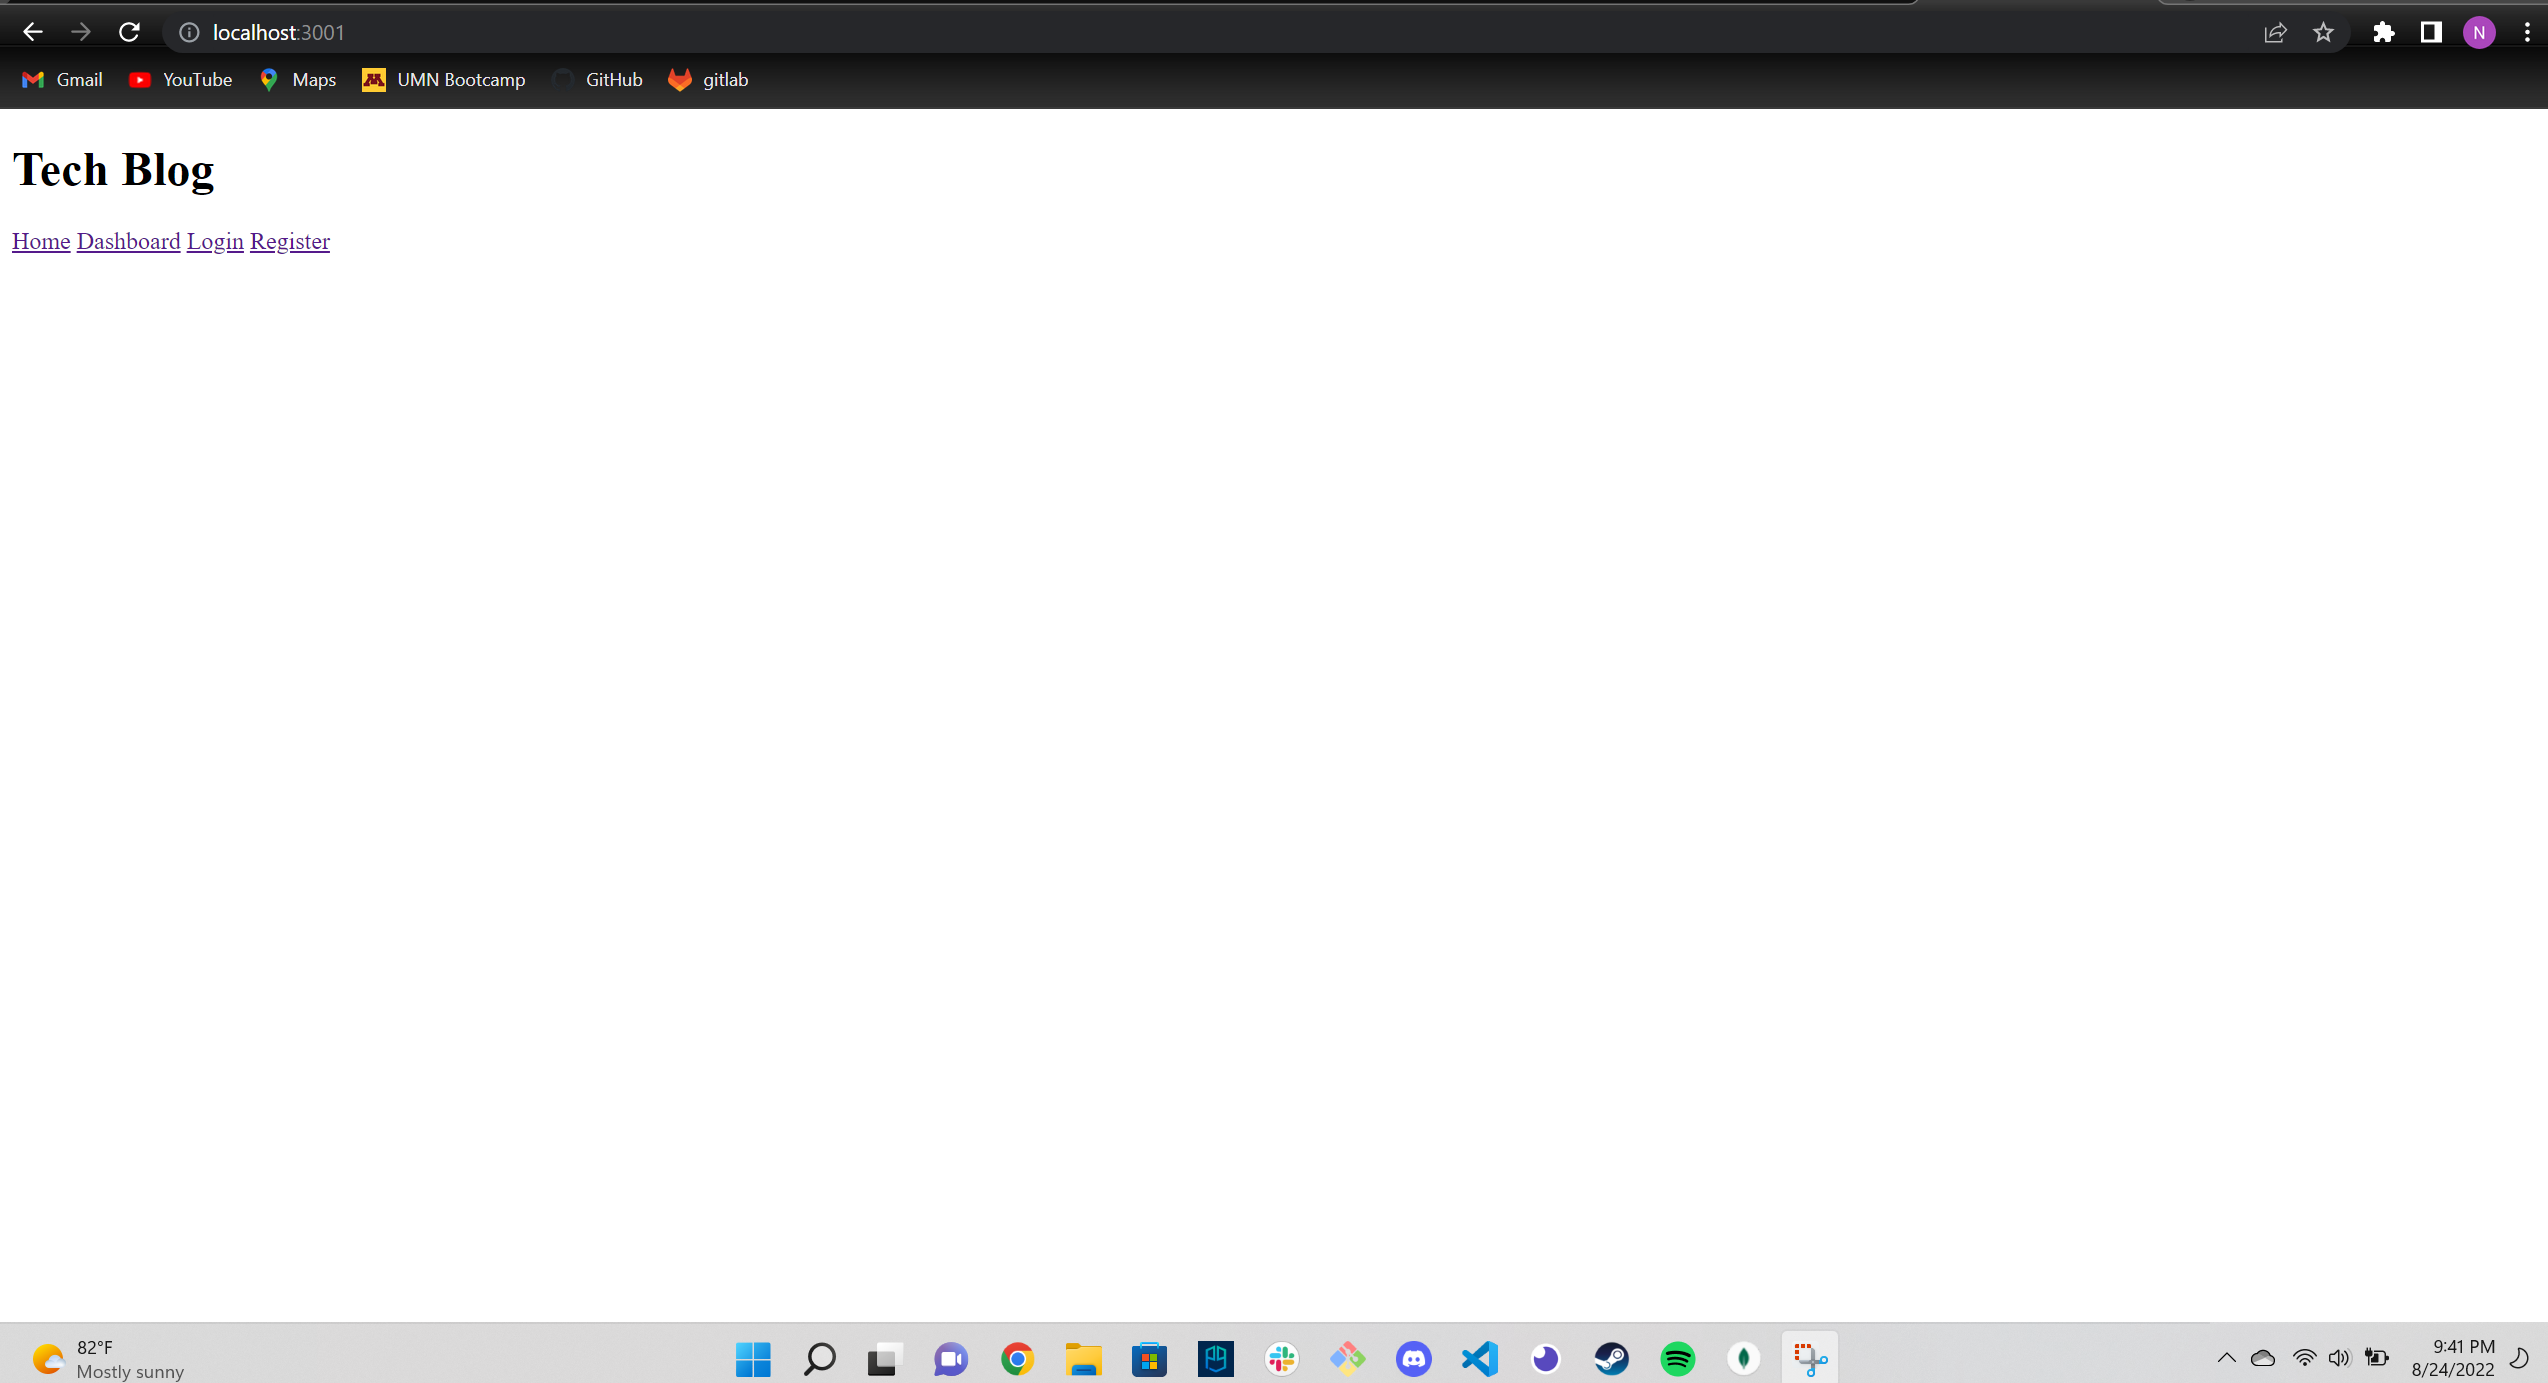 localhost:3001
N
Gmail YouTube Maps UMN Bootcamp GitHub gitlab
Tech Blog
Home Dashboard Login Register
82°F
Mostly sunny
9:41 PM
8/24/2022